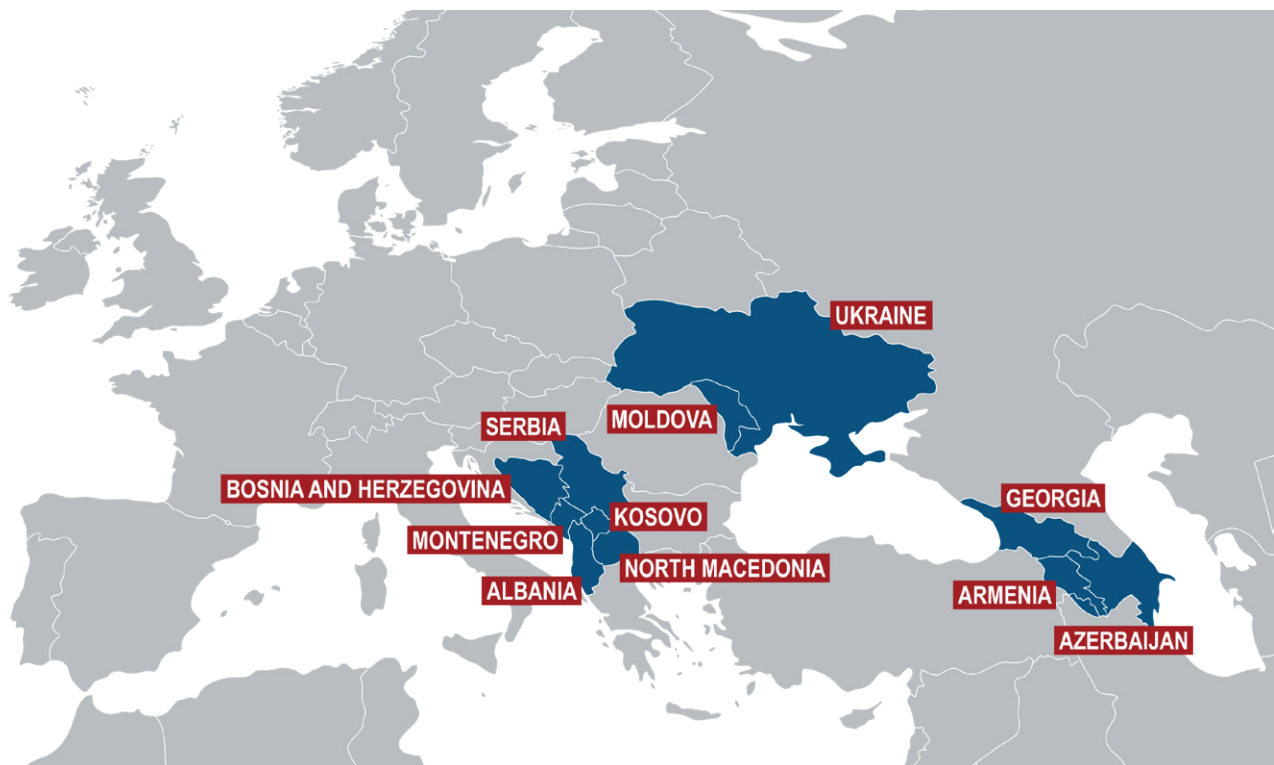 UKRAINE
MOLDOVA
SERBIA
BOSNIA AND HERZEGOVINA
GEORGIA
KOSOVO
MONTENEGRO
NORTH MACEDONIA
ALBANIA
ARMENIA
AZERBAIJAN